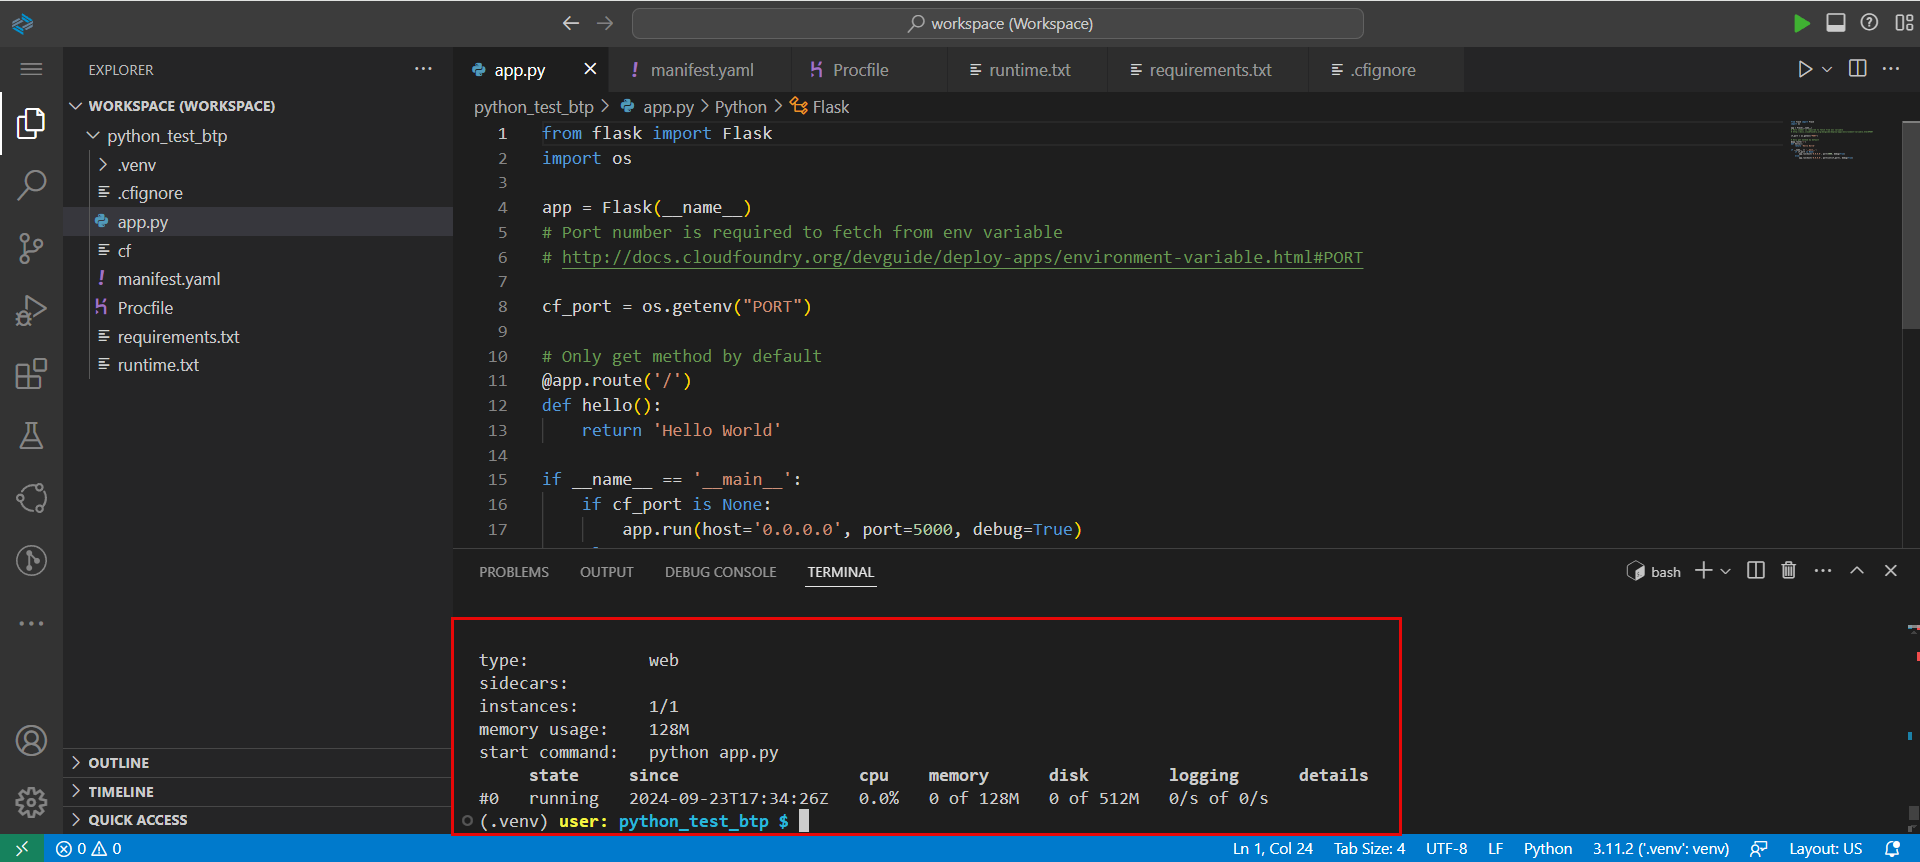 workspace (Workspace)
EXPLORER
WORKSPACE (WORKSPACE)
python_test_btp
.venv
.cfignore
app.py
cf
manifest.yaml
Procfile
requirements.txt
runtime.txt
OUTLINE
TIMELINE
QUICK ACCESS
app.py manifest.yaml Procfile runtime.txt requirements.txt .cfignore
python_test_btp > app.py > Python > Flask
1 from flask import Flask
2 import os
3
4 app = Flask(__name__)
5 # Port number is required to fetch from env variable
6 # http://docs.cloudfoundry.org/devguide/deploy-apps/environment-variable.html#PORT
7
8 cf_port = os.getenv("PORT")
9
10 # Only get method by default
11 @app.route('/')
12 def hello():
13     return 'Hello World'
14
15 if __name__ == '__main__':
16     if cf_port is None:
17         app.run(host='0.0.0.0', port=5000, debug=True)
PROBLEMS OUTPUT DEBUG CONSOLE TERMINAL bash
type: web
sidecars:
instances: 1/1
memory usage: 128M
start command: python app.py
state since cpu memory disk logging details
#0 running 2024-09-23T17:34:26Z 0.0% 0 of 128M 0 of 512M 0/s of 0/s
(.venv) user: python_test_btp $
0 0 Ln 1, Col 24 Tab Size: 4 UTF-8 LF Python 3.11.2 ('.venv': venv) Layout: US